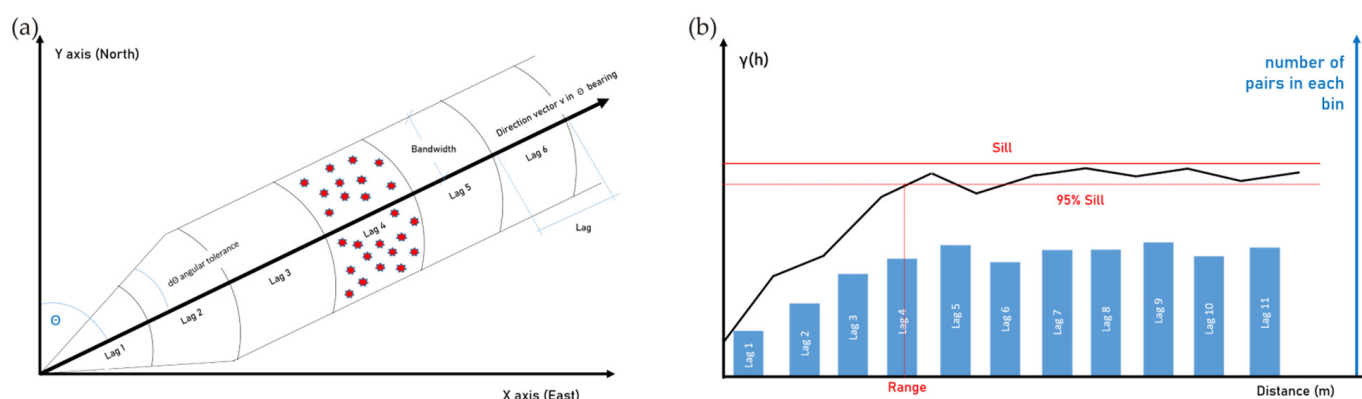 (a)
Y axis (North)
Direction vector v in Θ bearing
Bandwidth
Lag 6
Lag 5
Lag
Lag 4
dΘ angular tolerance
Lag 3
Θ
Lag 2
Lag 1
X axis (East)
(b)
γ(h)
number of
pairs in each
bin
Sill
95% Sill
Lag 1
Lag 2
Lag 3
Lag 4
Lag 5
Lag 6
Lag 7
Lag 8
Lag 9
Lag 10
Lag 11
Range
Distance (m)